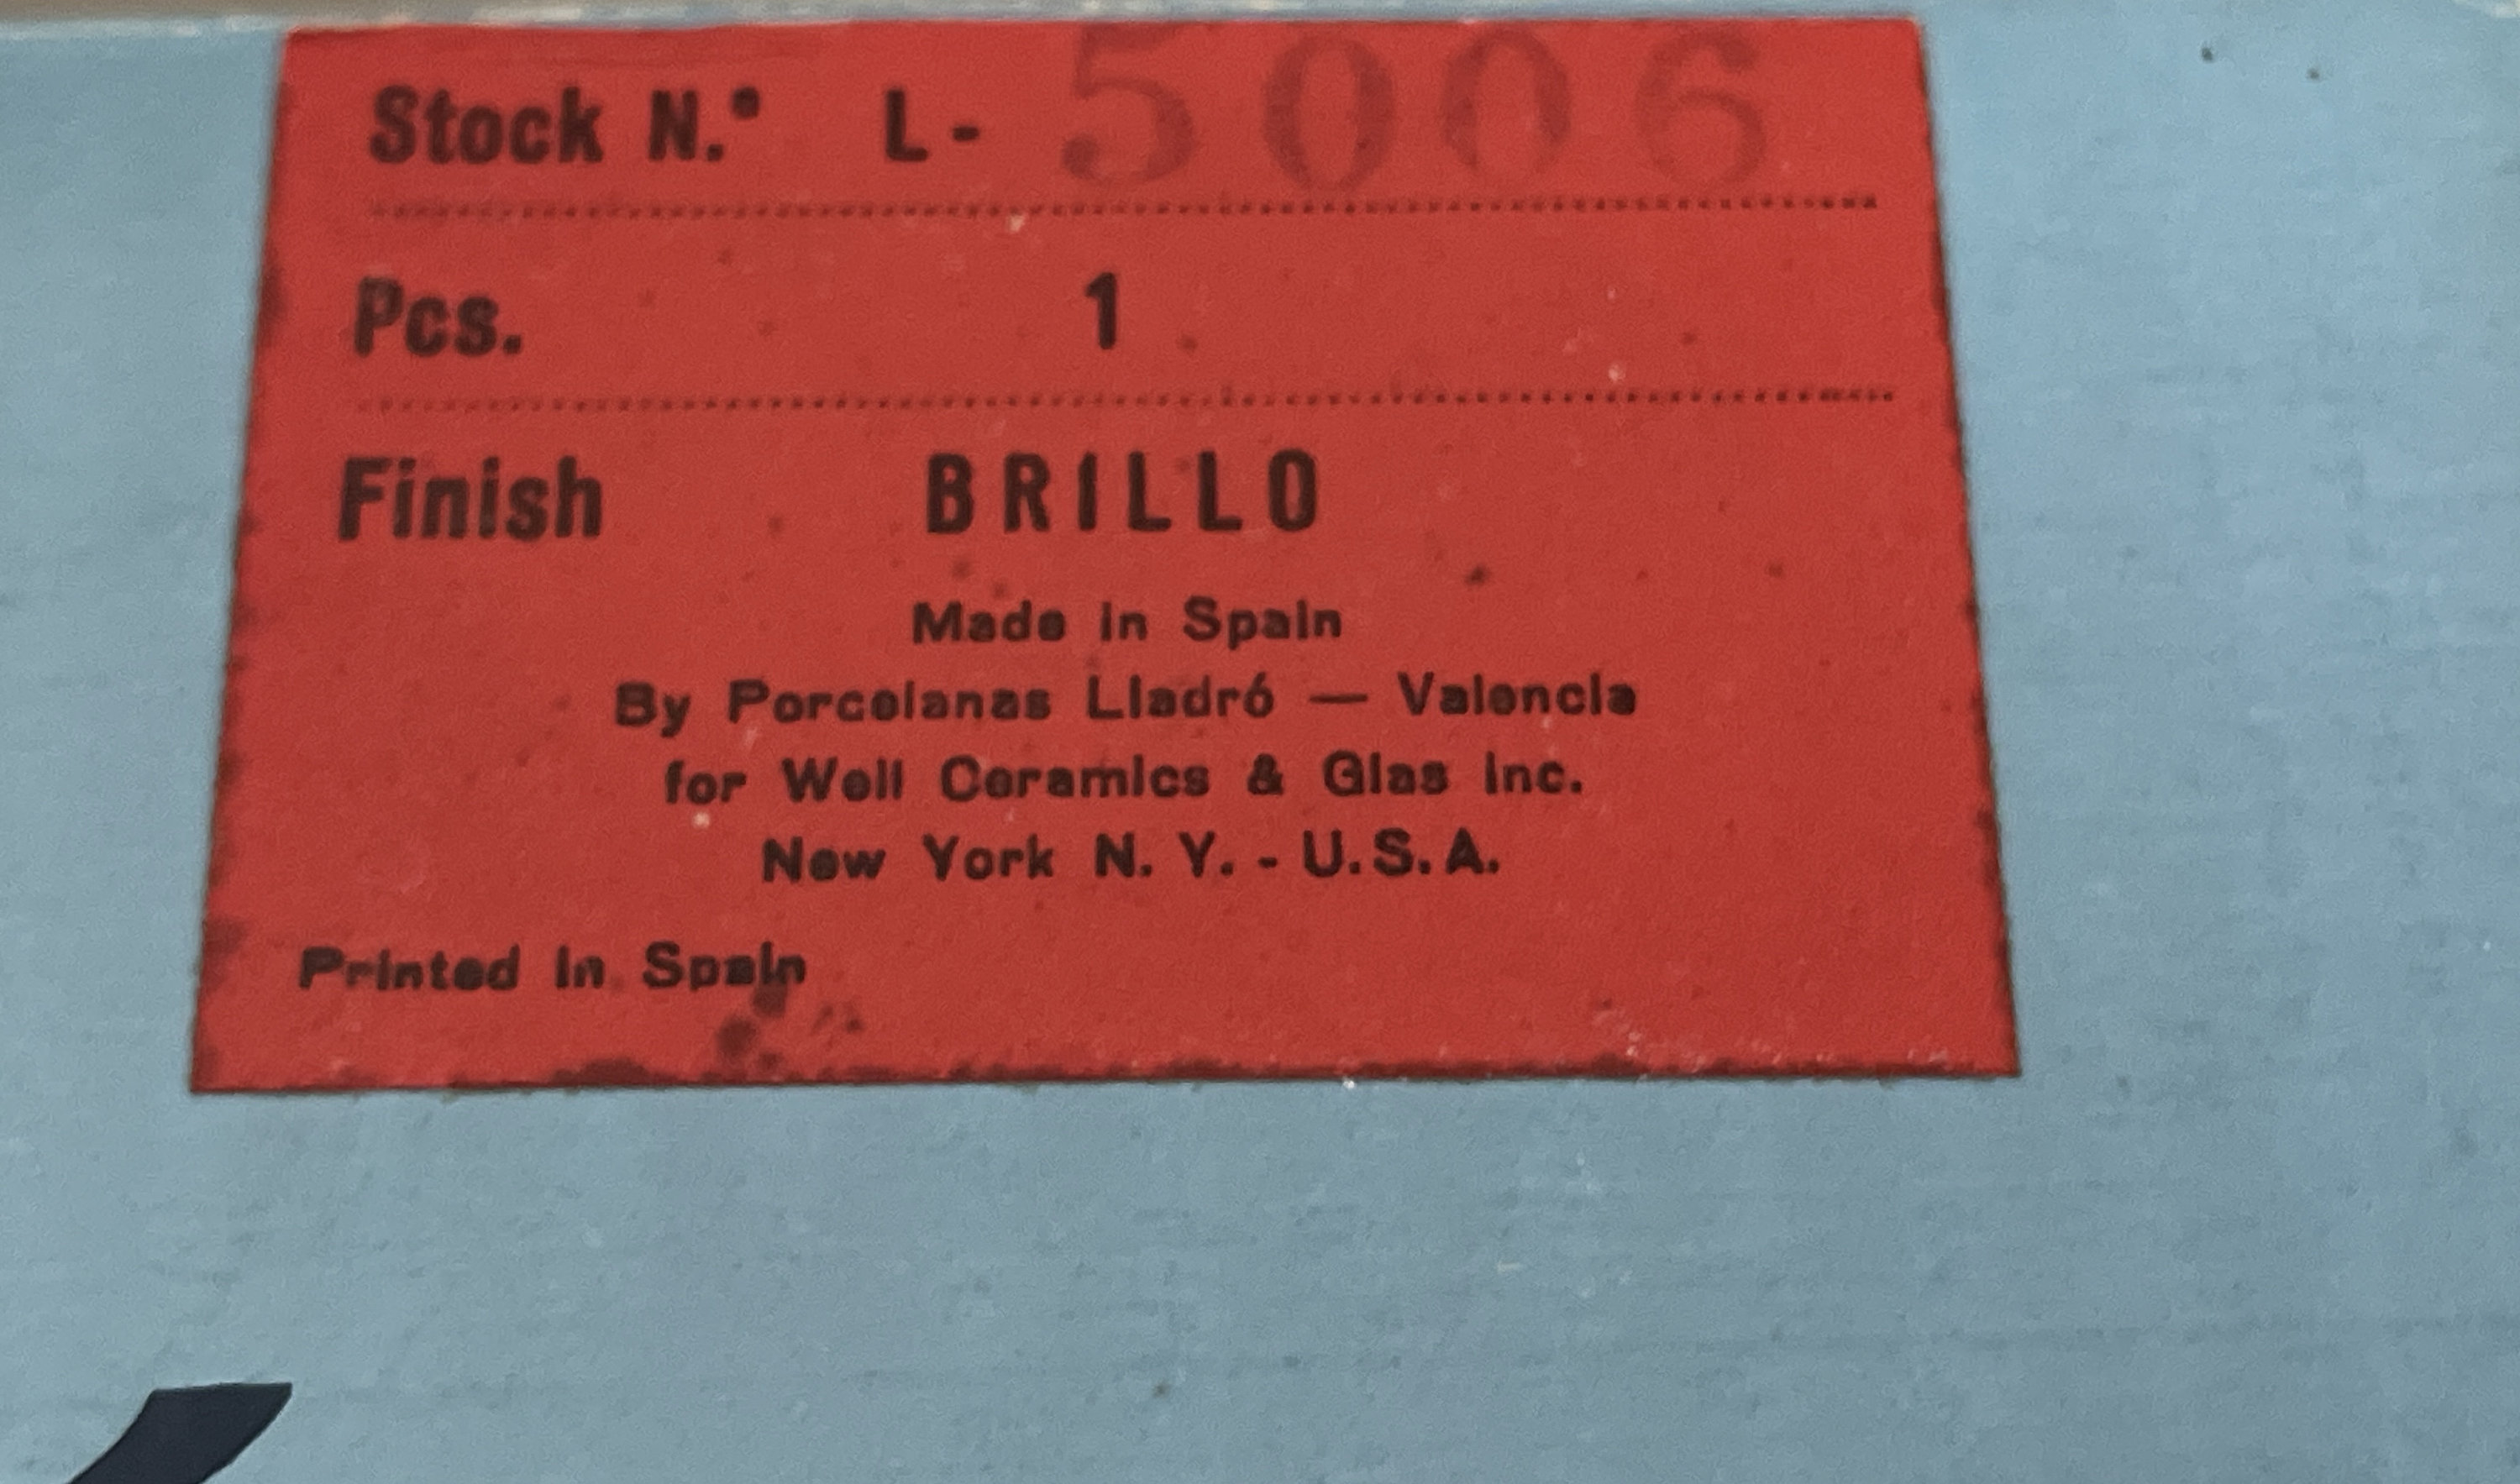 Stock N.º L- 5006
Pcs. 1
Finish BRILLO
Made in Spain
By Porcelanas Lladró — Valencia
for Weil Ceramics & Glas Inc.
New York N. Y. - U.S.A.
Printed in Spain